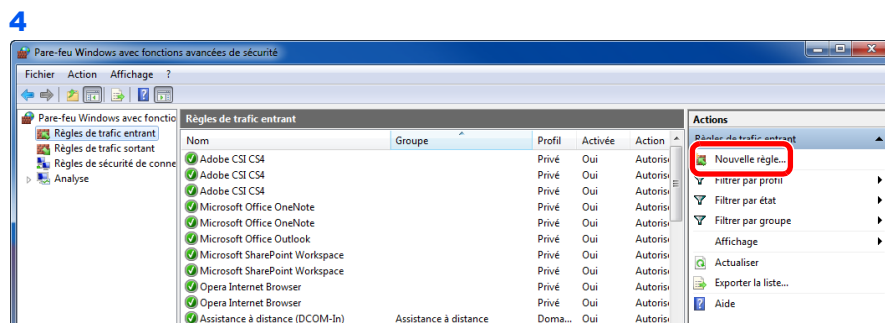 4
Pare-feu Windows avec fonctions avancées de sécurité
Fichier Action Affichage ?
Pare-feu Windows avec fonctio
Règles de trafic entrant
Règles de trafic sortant
Règles de sécurité de conne
Analyse
Règles de trafic entrant
Nom Groupe Profil Activée Action
Adobe CSI CS4 Privé Oui Autoris
Adobe CSI CS4 Privé Oui Autoris
Adobe CSI CS4 Privé Oui Autoris
Microsoft Office OneNote Privé Oui Autoris
Microsoft Office OneNote Privé Oui Autoris
Microsoft Office Outlook Privé Oui Autoris
Microsoft SharePoint Workspace Privé Oui Autoris
Microsoft SharePoint Workspace Privé Oui Autoris
Opera Internet Browser Privé Oui Autoris
Opera Internet Browser Privé Oui Autoris
Assistance à distance (DCOM-In) Assistance à distance Doma... Oui Autoris
Actions
Règles de trafic entrant
Nouvelle règle...
Filtrer par profil
Filtrer par état
Filtrer par groupe
Affichage
Actualiser
Exporter la liste...
Aide